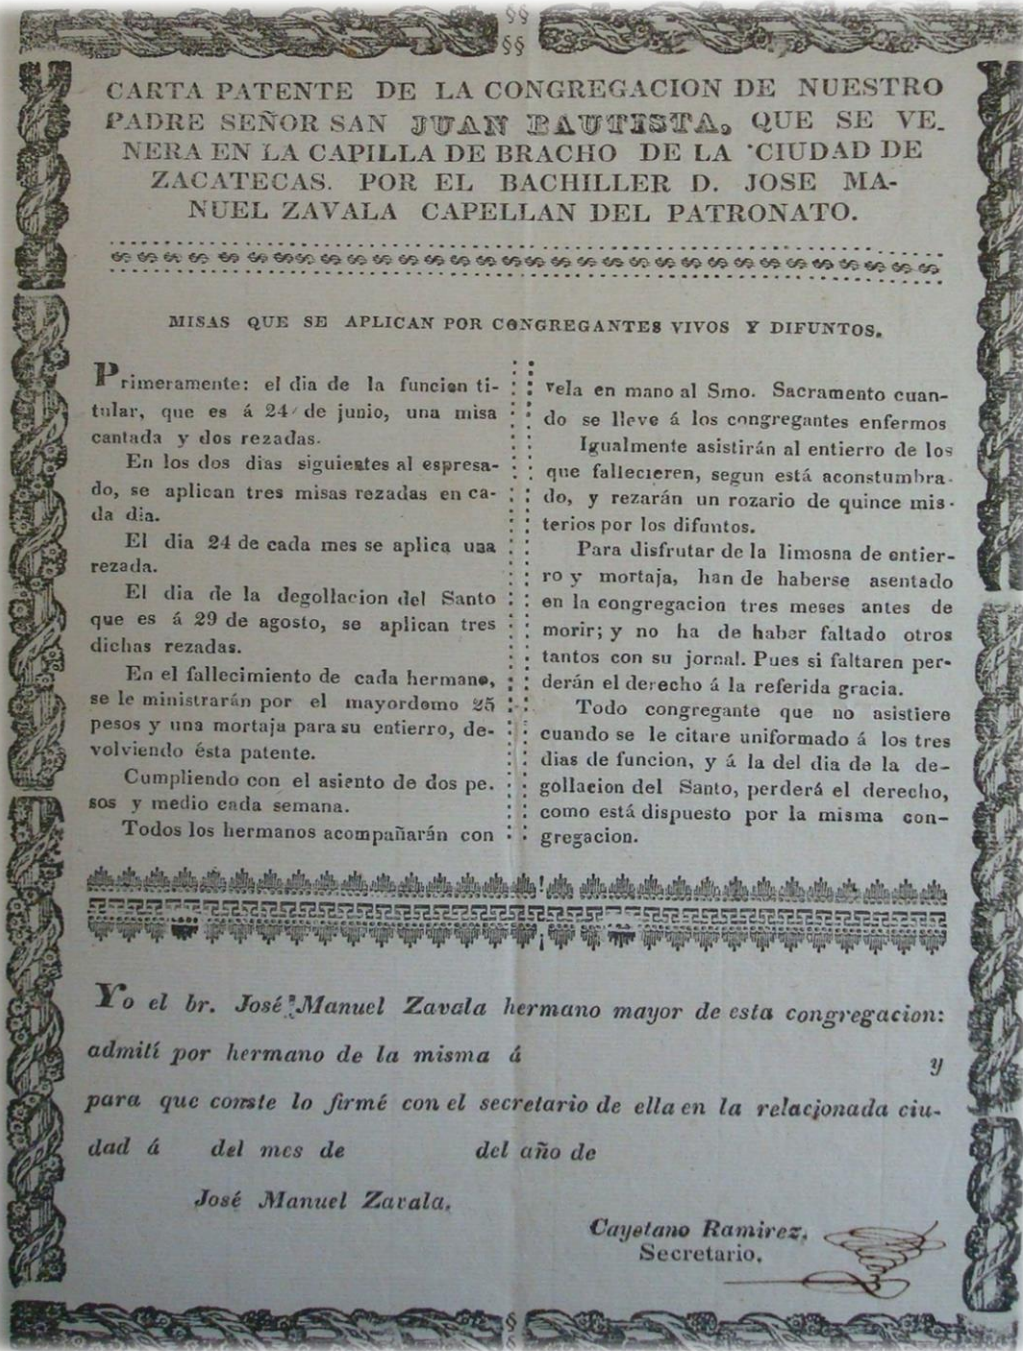 CARTA PATENTE DE LA CONGREGACION DE NUESTRO
PADRE SEÑOR SAN JUAN BAUTISTA, QUE SE VE-
NERA EN LA CAPILLA DE BRACHO DE LA CIUDAD DE
ZACATECAS. POR EL BACHILLER D. JOSE MA-
NUEL ZAVALA CAPELLAN DEL PATRONATO.
MISAS QUE SE APLICAN POR CONGREGANTES VIVOS Y DIFUNTOS.
Primeramente: el dia de la funcion ti-
tular, que es á 24 de junio, una misa
cantada y dos rezadas.
En los dos dias siguientes al espresa-
do, se aplican tres misas rezadas en ca-
da dia.
El dia 24 de cada mes se aplica una
rezada.
El dia de la degollacion del Santo
que es á 29 de agosto, se aplican tres
dichas rezadas.
En el fallecimiento de cada hermano,
se le ministrarán por el mayordomo 25
pesos y una mortaja para su entierro, de-
volviendo ésta patente.
Cumpliendo con el asiento de dos pe.
sos y medio cada semana.
Todos los hermanos acompañarán con
vela en mano al Smo. Sacramento cuan-
do se lleve á los congregantes enfermos
Igualmente asistirán al entierro de los
que fallecieren, segun está aconstumbra-
do, y rezarán un rozario de quince mis-
terios por los difuntos.
Para disfrutar de la limosna de entier-
ro y mortaja, han de haberse asentado
en la congregacion tres meses antes de
morir; y no ha de haber faltado otros
tantos con su jornal. Pues si faltaren per-
derán el derecho á la referida gracia.
Todo congregante que no asistiere
cuando se le citare uniformado á los tres
dias de funcion, y á la del dia de la de-
gollacion del Santo, perderá el derecho,
como está dispuesto por la misma con-
gregacion.
Yo el br. José Manuel Zavala hermano mayor de esta congregacion:
admití por hermano de la misma á y
para que conste lo firmé con el secretario de ella en la relacionada ciu-
dad á del mes de del año de
José Manuel Zavala.
Cayetano Ramirez.
Secretario.